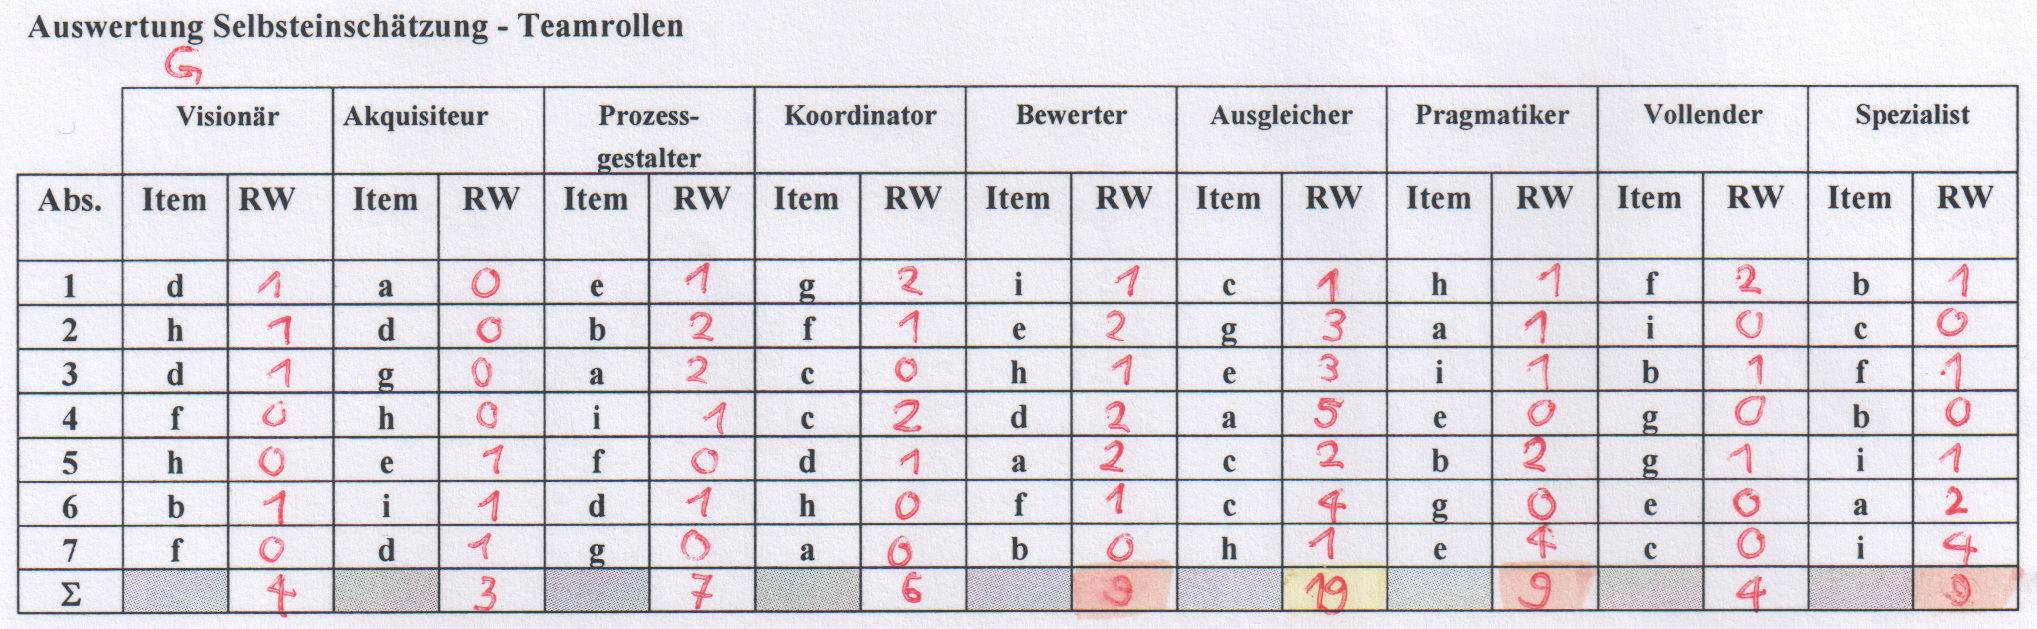 Auswertung Selbsteinschätzung - Teamrollen
Visionär Akquisiteur Prozess- Koordinator Bewerter Ausgleicher Pragmatiker Vollender Spezialist
gestalter
Abs. Item RW Item RW Item RW Item RW Item RW Item RW Item RW Item RW Item RW
1 d 1 a 0 e 1 g 2 i 1 c 1 h 1 f 2 b 1
2 h 1 d 0 b 2 f 1 e 2 g 3 a 1 i 0 c 0
3 d 1 g 0 a 2 c 0 h 1 e 3 i 1 b 1 f 1
4 f 0 h 0 i 1 c 2 d 2 a 5 e 0 g 0 b 0
5 h 0 e 1 f 0 d 1 a 2 c 2 b 2 g 1 i 1
6 b 1 i 1 d 1 h 0 f 1 c 4 g 0 e 0 a 2
7 f 0 d 1 g 0 a 0 b 0 h 1 e 4 c 0 i 4
Σ 4 3 7 6 9 19 9 4 9